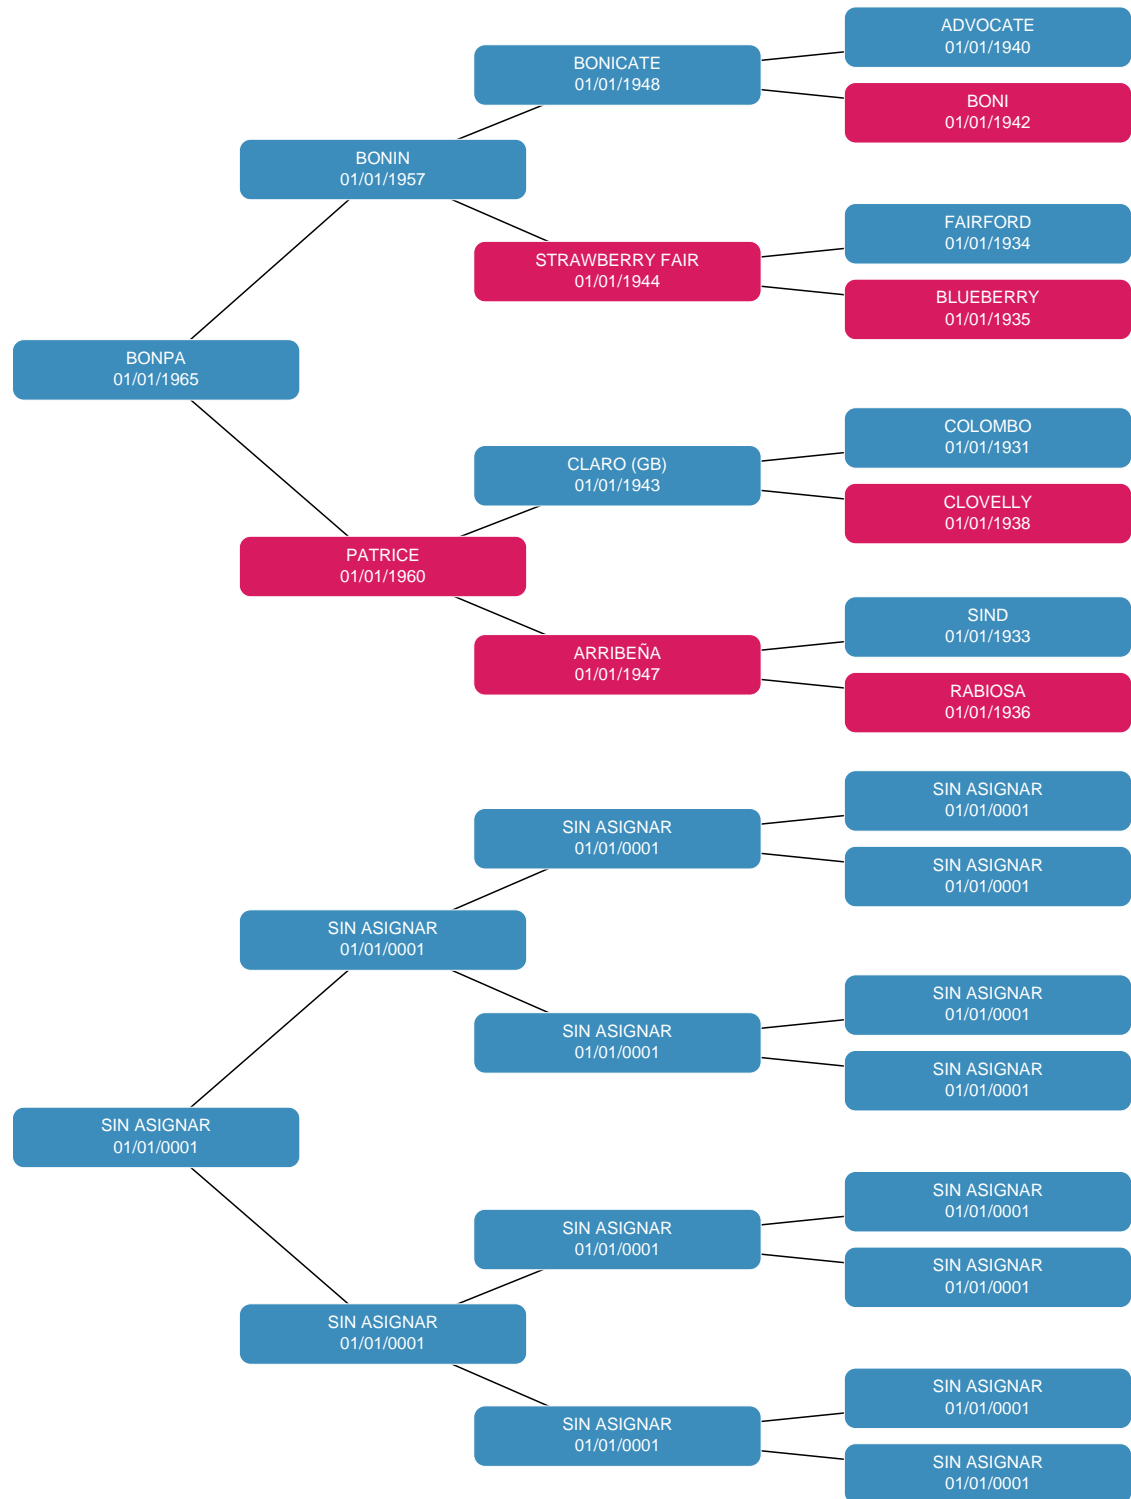 ADVOCATE
01/01/1940
BONICATE
01/01/1948
BONI
01/01/1942
BONIN
01/01/1957
FAIRFORD
01/01/1934
STRAWBERRY FAIR
01/01/1944
BLUEBERRY
01/01/1935
BONPA
01/01/1965
COLOMBO
01/01/1931
CLARO (GB)
01/01/1943
CLOVELLY
01/01/1938
PATRICE
01/01/1960
SIND
01/01/1933
ARRIBEÑA
01/01/1947
RABIOSA
01/01/1936
SIN ASIGNAR
01/01/0001
SIN ASIGNAR
01/01/0001
SIN ASIGNAR
01/01/0001
SIN ASIGNAR
01/01/0001
SIN ASIGNAR
01/01/0001
SIN ASIGNAR
01/01/0001
SIN ASIGNAR
01/01/0001
SIN ASIGNAR
01/01/0001
SIN ASIGNAR
01/01/0001
SIN ASIGNAR
01/01/0001
SIN ASIGNAR
01/01/0001
SIN ASIGNAR
01/01/0001
SIN ASIGNAR
01/01/0001
SIN ASIGNAR
01/01/0001
SIN ASIGNAR
01/01/0001